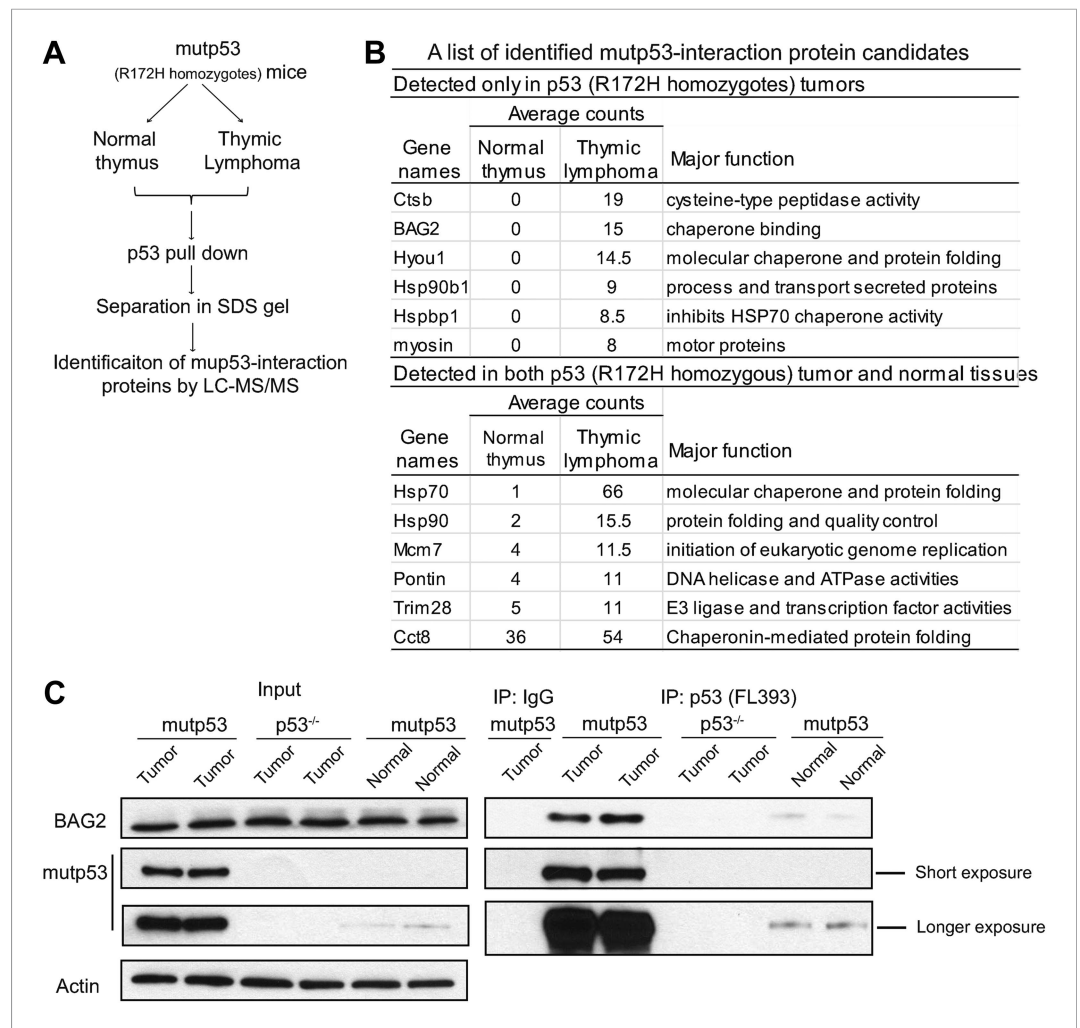 A
mutp53
(R172H homozygotes) mice
Normal thymus
Thymic Lymphoma
p53 pull down
Separation in SDS gel
Identificaiton of mup53-interaction
proteins by LC-MS/MS
B
A list of identified mutp53-interaction protein candidates
Detected only in p53 (R172H homozygotes) tumors
Average counts
Gene names Normal thymus Thymic lymphoma Major function
Ctsb 0 19 cysteine-type peptidase activity
BAG2 0 15 chaperone binding
Hyou1 0 14.5 molecular chaperone and protein folding
Hsp90b1 0 9 process and transport secreted proteins
Hspbp1 0 8.5 inhibits HSP70 chaperone activity
myosin 0 8 motor proteins
Detected in both p53 (R172H homozygous) tumor and normal tissues
Average counts
Gene names Normal thymus Thymic lymphoma Major function
Hsp70 1 66 molecular chaperone and protein folding
Hsp90 2 15.5 protein folding and quality control
Mcm7 4 11.5 initiation of eukaryotic genome replication
Pontin 4 11 DNA helicase and ATPase activities
Trim28 5 11 E3 ligase and transcription factor activities
Cct8 36 54 Chaperonin-mediated protein folding
C
Input
mutp53 p53-/- mutp53
Tumor Tumor Tumor Tumor Normal Normal
IP: IgG IP: p53 (FL393)
mutp53 mutp53 p53-/- mutp53
Tumor Tumor Tumor Tumor Tumor Normal Normal
BAG2
mutp53
Short exposure
Longer exposure
Actin